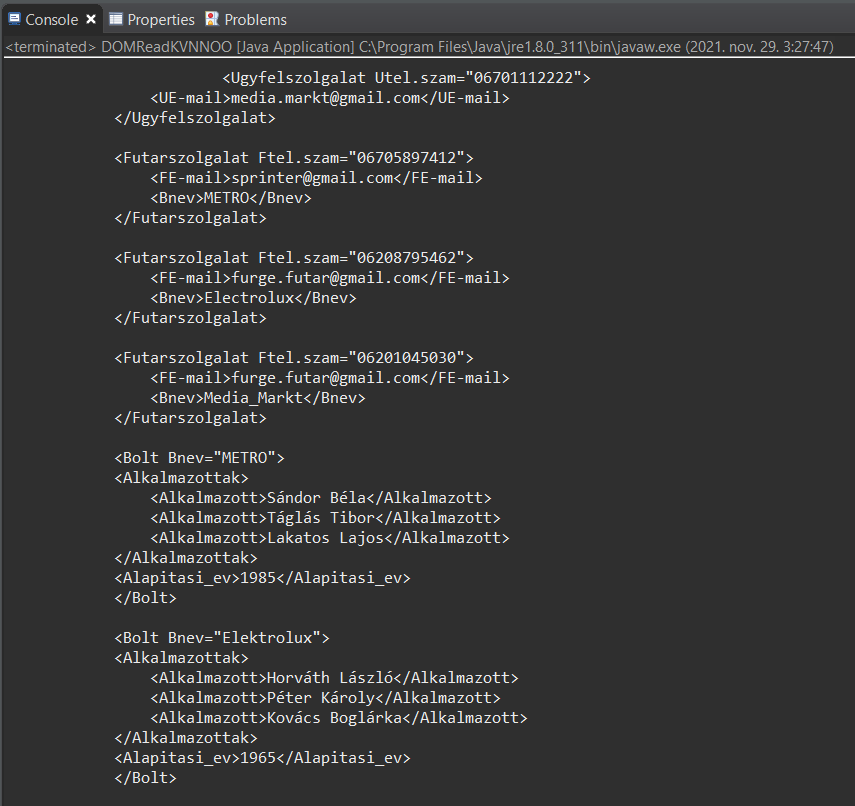 Console Properties Problems
<terminated> DOMReadKVNNOO [Java Application] C:\Program Files\Java\jre1.8.0_311\bin\javaw.exe (2021. nov. 29. 3:27:47)
<Ugyfelszolgalat Utel.szam="06701112222">
<UE-mail>media.markt@gmail.com</UE-mail>
</Ugyfelszolgalat>
<Futarszolgalat Ftel.szam="06705897412">
<FE-mail>sprinter@gmail.com</FE-mail>
<Bnev>METRO</Bnev>
</Futarszolgalat>
<Futarszolgalat Ftel.szam="06208795462">
<FE-mail>furge.futar@gmail.com</FE-mail>
<Bnev>Electrolux</Bnev>
</Futarszolgalat>
<Futarszolgalat Ftel.szam="06201045030">
<FE-mail>furge.futar@gmail.com</FE-mail>
<Bnev>Media_Markt</Bnev>
</Futarszolgalat>
<Bolt Bnev="METRO">
<Alkalmazottak>
<Alkalmazott>Sándor Béla</Alkalmazott>
<Alkalmazott>Táglás Tibor</Alkalmazott>
<Alkalmazott>Lakatos Lajos</Alkalmazott>
</Alkalmazottak>
<Alapitasi_ev>1985</Alapitasi_ev>
</Bolt>
<Bolt Bnev="Elektrolux">
<Alkalmazottak>
<Alkalmazott>Horváth László</Alkalmazott>
<Alkalmazott>Péter Károly</Alkalmazott>
<Alkalmazott>Kovács Boglárka</Alkalmazott>
</Alkalmazottak>
<Alapitasi_ev>1965</Alapitasi_ev>
</Bolt>